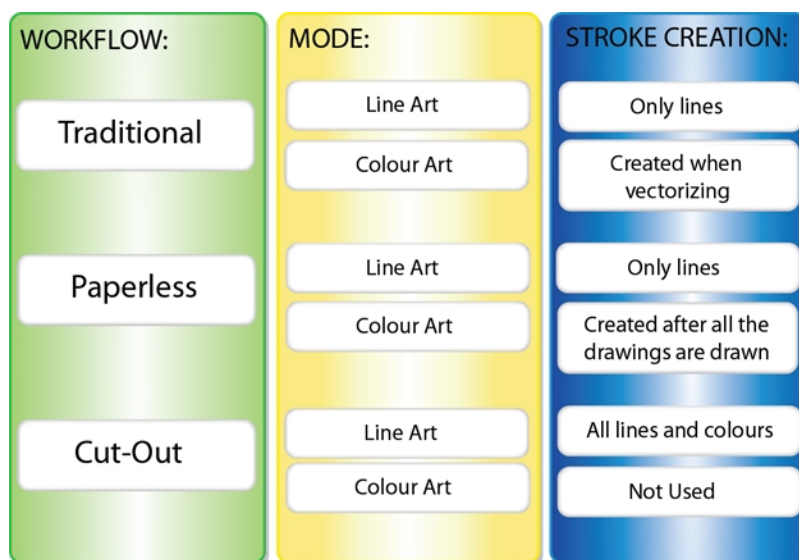 WORKFLOW:
MODE:
STROKE CREATION:
Traditional
Line Art
Only lines
Colour Art
Created when
vectorizing
Paperless
Line Art
Only lines
Colour Art
Created after all the
drawings are drawn
Cut-Out
Line Art
All lines and colours
Colour Art
Not Used